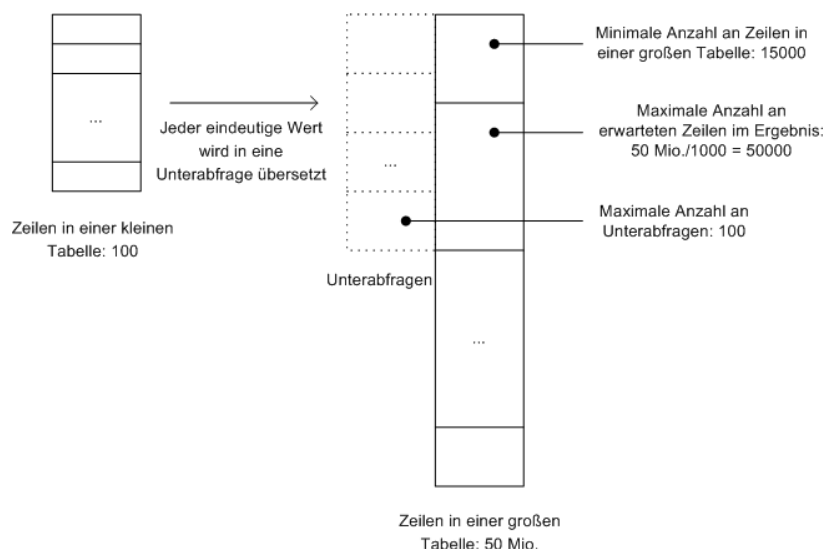 ...
Zeilen in einer kleinen
Tabelle: 100
Jeder eindeutige Wert
wird in eine
Unterabfrage übersetzt
...
Unterabfragen
Minimale Anzahl an Zeilen in
einer großen Tabelle: 15000
Maximale Anzahl an
erwarteten Zeilen im Ergebnis:
50 Mio./1000 = 50000
Maximale Anzahl an
Unterabfragen: 100
...
Zeilen in einer großen
Tabelle: 50 Mio.